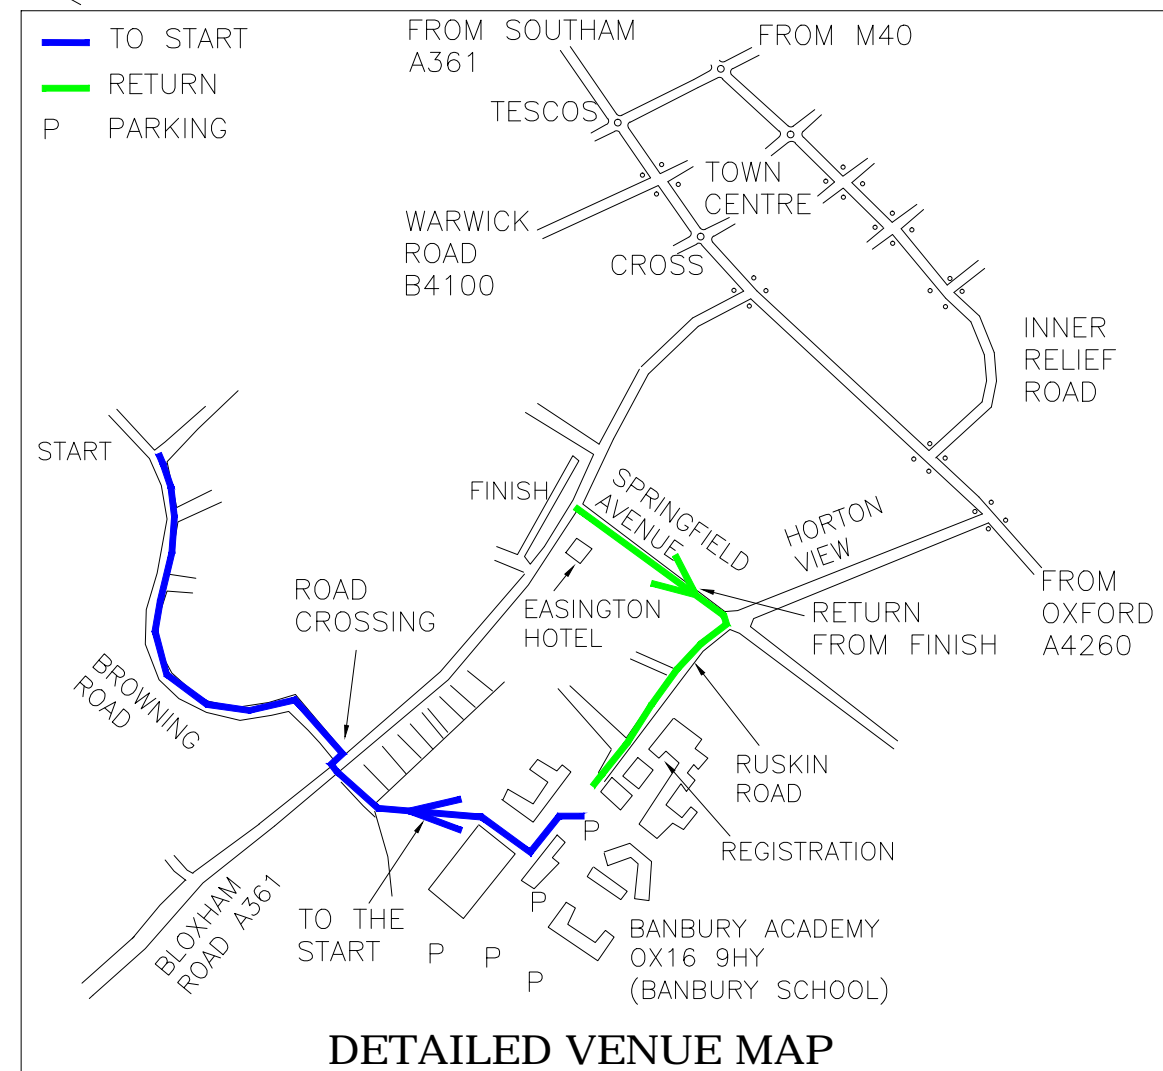 TO START
RETURN
P PARKING
FROM SOUTHAM
A361
FROM M40
TESCOS
TOWN
CENTRE
WARWICK
ROAD
B4100
CROSS
INNER
RELIEF
ROAD
START
FINISH
SPRINGFIELD
AVENUE
HORTON
VIEW
ROAD
CROSSING
EASINGTON
HOTEL
RETURN
FROM FINISH
FROM
OXFORD
A4260
BROWNING
ROAD
RUSKIN
ROAD
P
REGISTRATION
BLOXHAM
ROAD A361
TO THE
START
P
P
P
P
BANBURY ACADEMY
OX16 9HY
(BANBURY SCHOOL)
DETAILED VENUE MAP